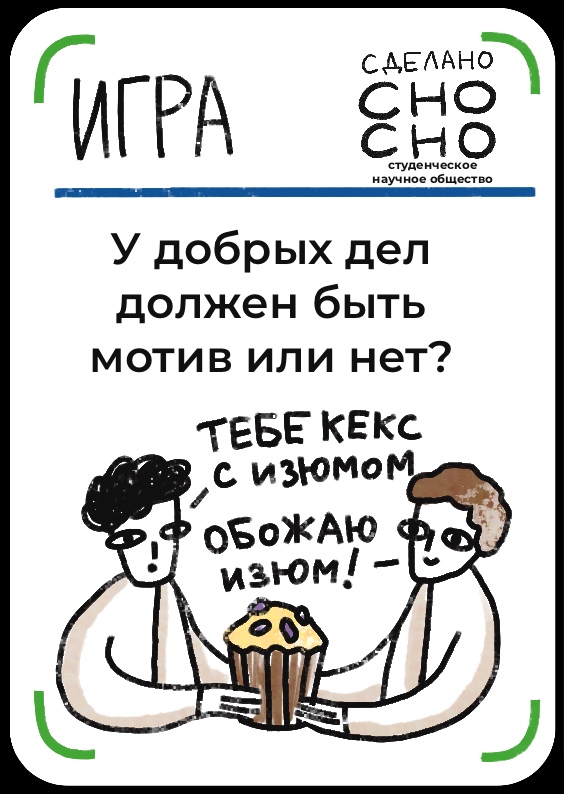 ИГРА
СДЕЛАНО
СНО
СНО
студенческое
научное общество
У добрых дел
должен быть
мотив или нет?
ТЕБЕ КЕКС
С ИЗЮМОМ
ОБОЖАЮ
ИЗЮМ!